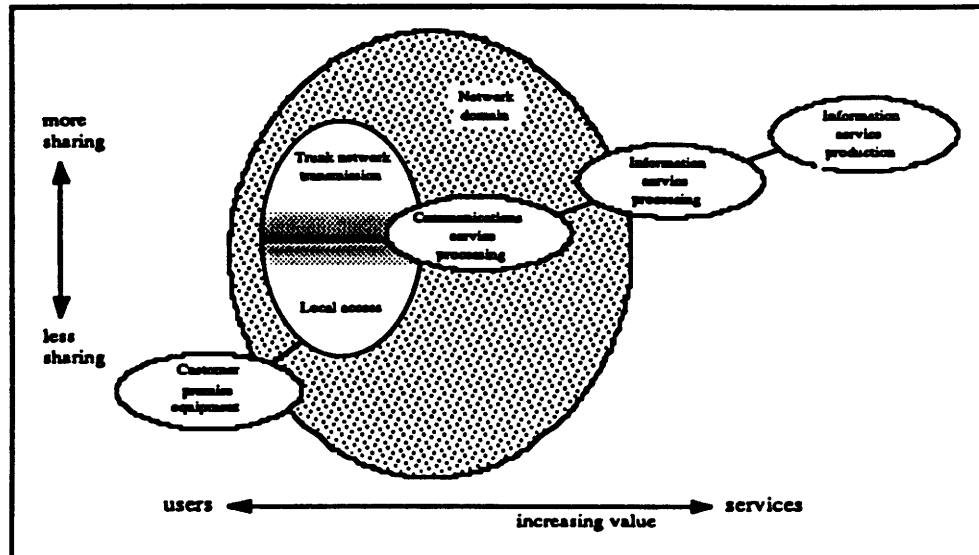 more
sharing
less
sharing
Network
domain
Trunk network
transmission
Local access
Communications
service
processing
Information
service
processing
Information
service
production
Customer
premise
equipment
users
increasing value
services